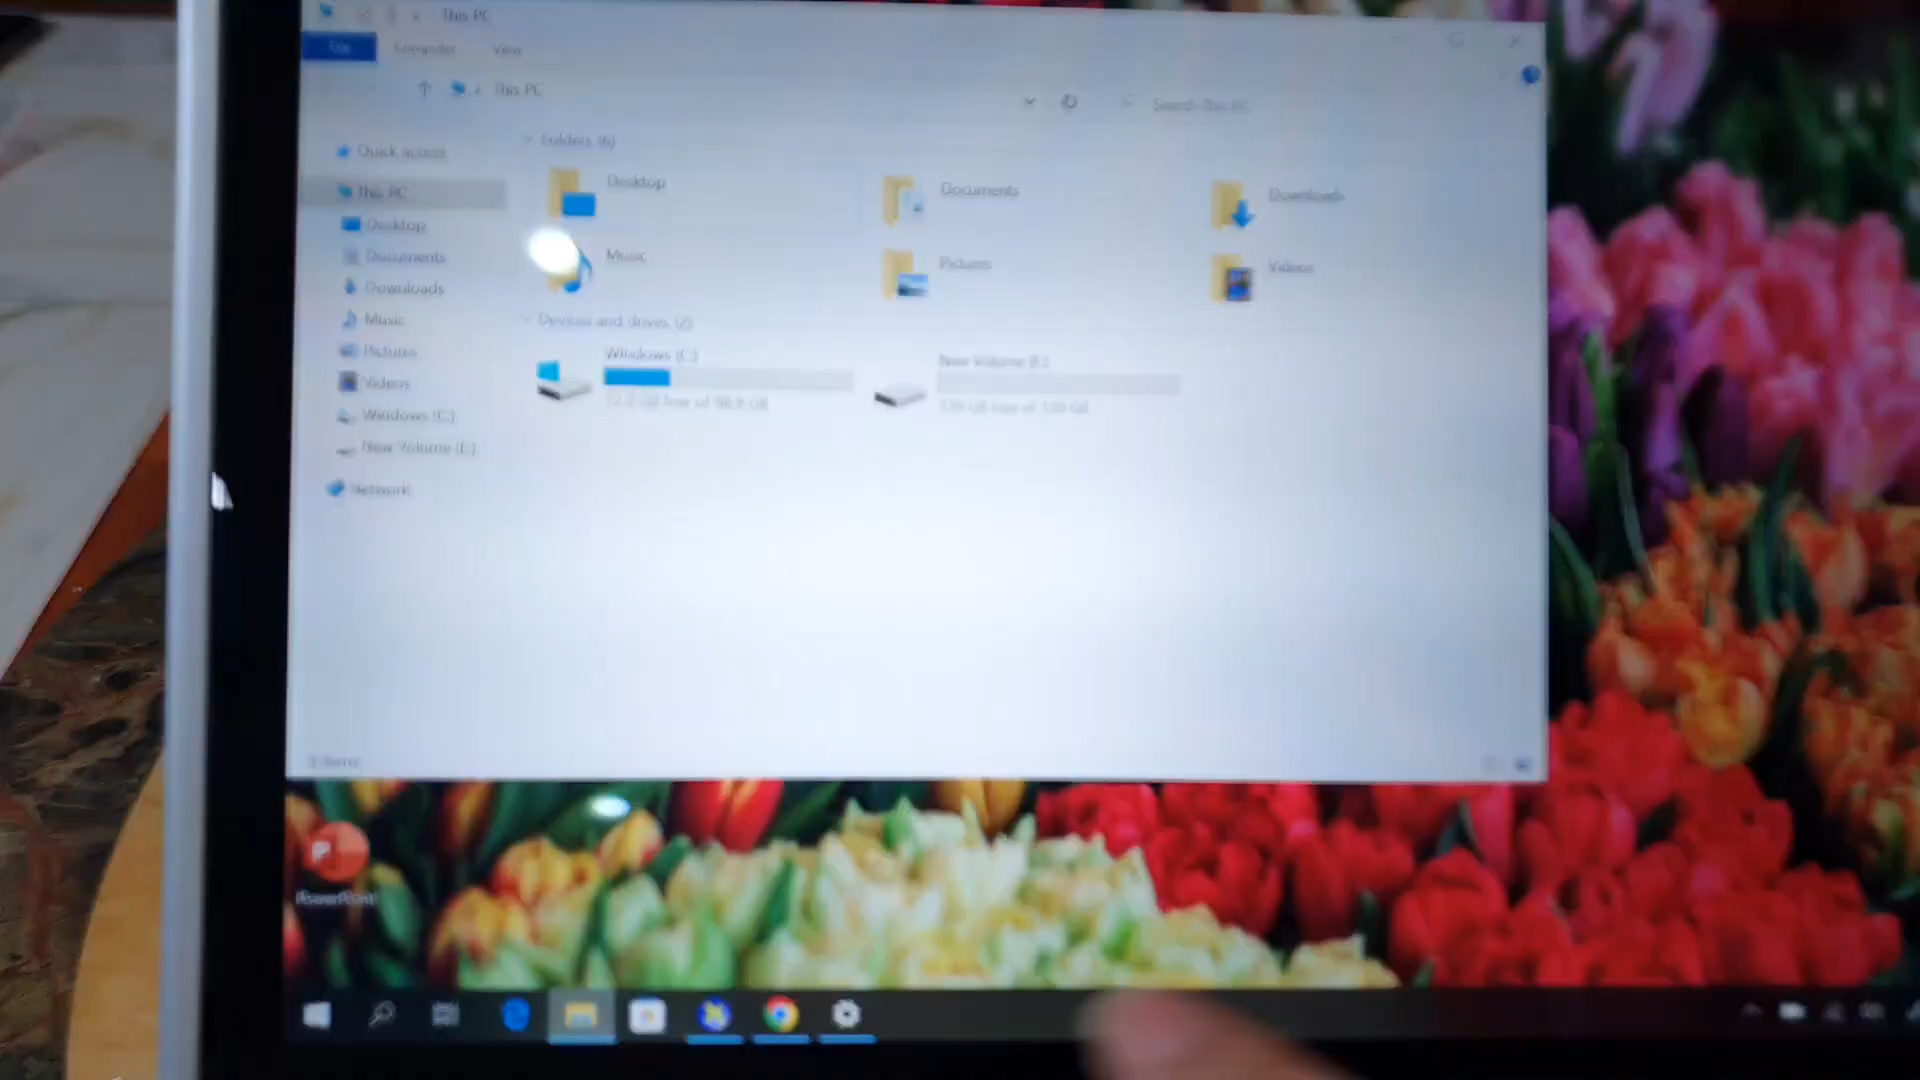 This PC
File
Computer
View
This PC
Quick access
This PC
Desktop
Documents
Downloads
Music
Pictures
Videos
Windows (C:)
New Volume (E:)
Network
Folders (6)
Desktop
Documents
Downloads
Music
Pictures
Videos
Devices and drives (2)
Windows (C:)
New Volume (E:)
PowerPoint